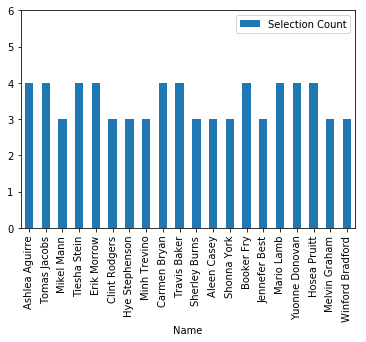 Selection Count
6
5
4
3
2
1
0
Ashlea Aguirre
Tomas Jacobs
Mikel Mann
Tiesha Stein
Erik Morrow
Clint Rodgers
Hye Stephenson
Minh Trevino
Carmen Bryan
Travis Baker
Sherley Burns
Aleen Casey
Shonna York
Booker Fry
Jennefer Best
Mario Lamb
Yuonne Donovan
Hosea Pruitt
Melvin Graham
Winford Bradford
Name